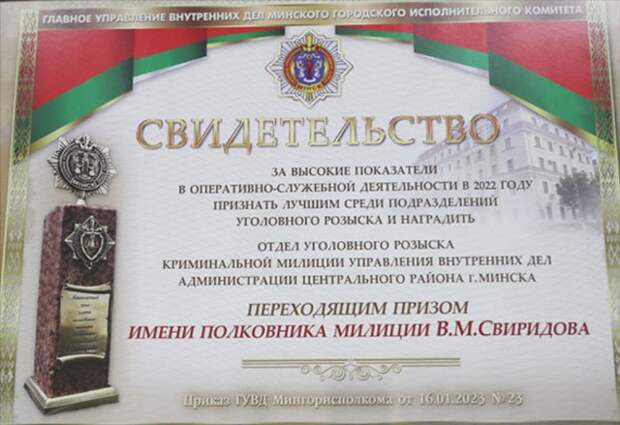 ГЛАВНОЕ УПРАВЛЕНИЕ ВНУТРЕННИХ ДЕЛ МИНСКОГО ГОРОДСКОГО ИСПОЛНИТЕЛЬНОГО КОМИТЕТА
МИНСК
СВИДЕТЕЛЬСТВО
ЗА ВЫСОКИЕ ПОКАЗАТЕЛИ
В ОПЕРАТИВНО-СЛУЖЕБНОЙ ДЕЯТЕЛЬНОСТИ В 2022 ГОДУ
ПРИЗНАТЬ ЛУЧШИМ СРЕДИ ПОДРАЗДЕЛЕНИЙ
УГОЛОВНОГО РОЗЫСКА И НАГРАДИТЬ
ОТДЕЛ УГОЛОВНОГО РОЗЫСКА
КРИМИНАЛЬНОЙ МИЛИЦИИ УПРАВЛЕНИЯ ВНУТРЕННИХ ДЕЛ
АДМИНИСТРАЦИИ ЦЕНТРАЛЬНОГО РАЙОНА г.МИНСКА
ПЕРЕХОДЯЩИМ ПРИЗОМ
ИМЕНИ ПОЛКОВНИКА МИЛИЦИИ В.М.СВИРИДОВА
Приказ ГУВД Мингорисполкома от 16.01.2023 №23